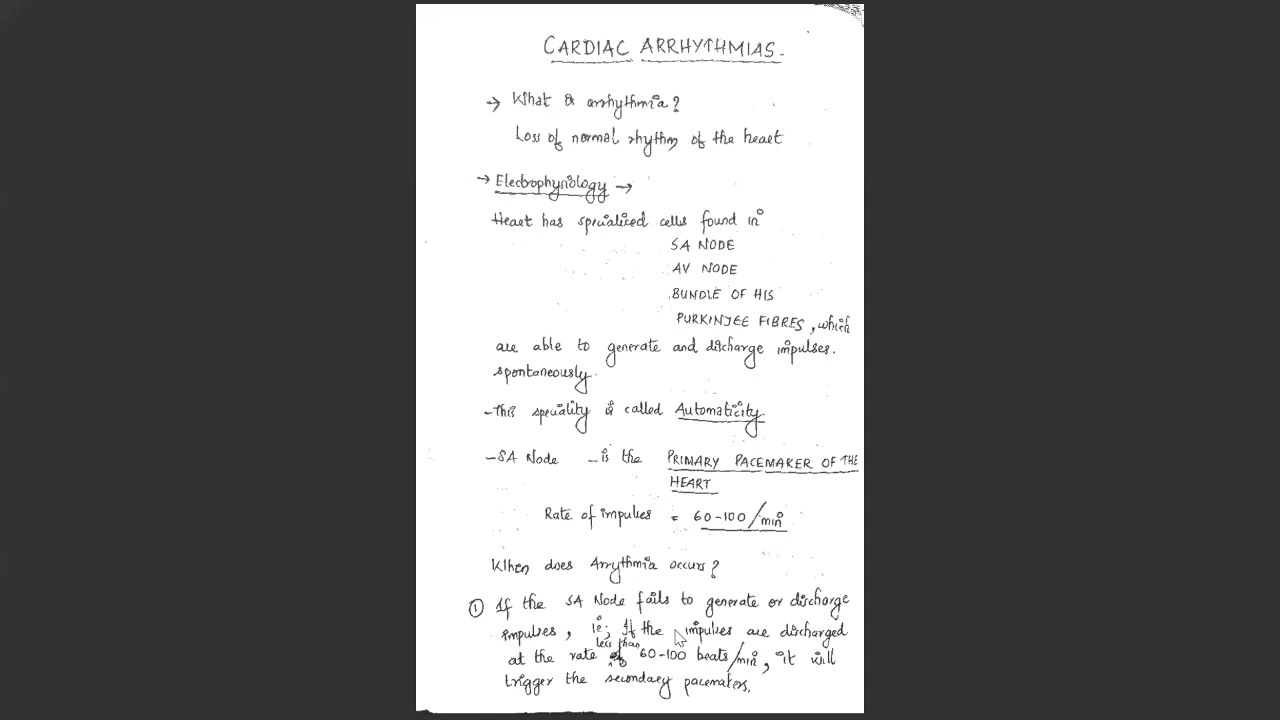 CARDIAC ARRHYTHMIAS.
→ What is arrhythmia?
Loss of normal rhythm of the heart
→ Electrophysiology →
Heart has specialized cells found in
SA NODE
AV NODE
BUNDLE OF HIS
PURKINJEE FIBRES, which
are able to generate and discharge impulses.
spontaneously.
- This speciality is called Automaticity.
- SA Node - is the PRIMARY PACEMAKER OF THE
HEART
Rate of impulses = 60-100/min
When does Arrythmia occurs?
① If the SA Node fails to generate or discharge
impulses, ie; If the impulses are discharged
at the rate less than 60-100 beats/min, it will
trigger the secondary pacematers,